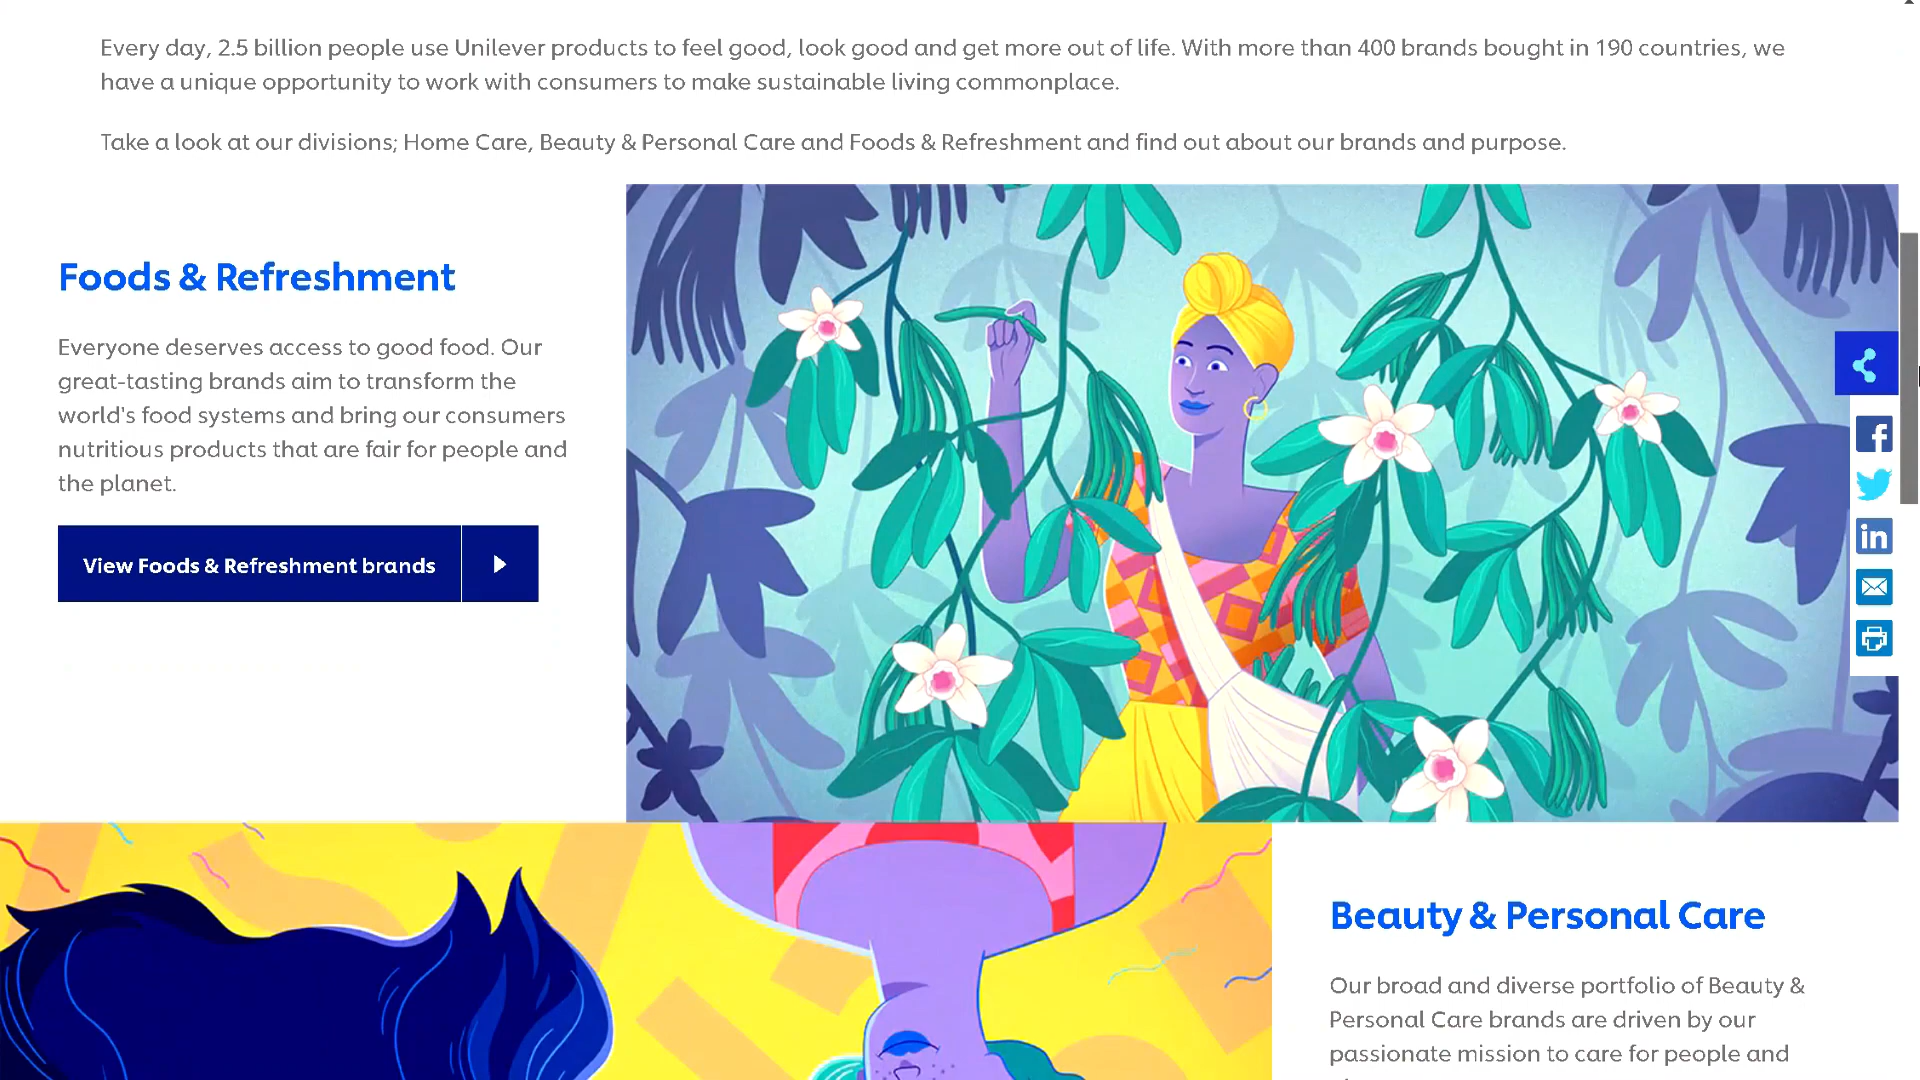 Every day, 2.5 billion people use Unilever products to feel good, look good and get more out of life. With more than 400 brands bought in 190 countries, we
have a unique opportunity to work with consumers to make sustainable living commonplace.
Take a look at our divisions; Home Care, Beauty & Personal Care and Foods & Refreshment and find out about our brands and purpose.
Foods & Refreshment
Everyone deserves access to good food. Our
great-tasting brands aim to transform the
world's food systems and bring our consumers
nutritious products that are fair for people and
the planet.
View Foods & Refreshment brands
Beauty & Personal Care
Our broad and diverse portfolio of Beauty &
Personal Care brands are driven by our
passionate mission to care for people and